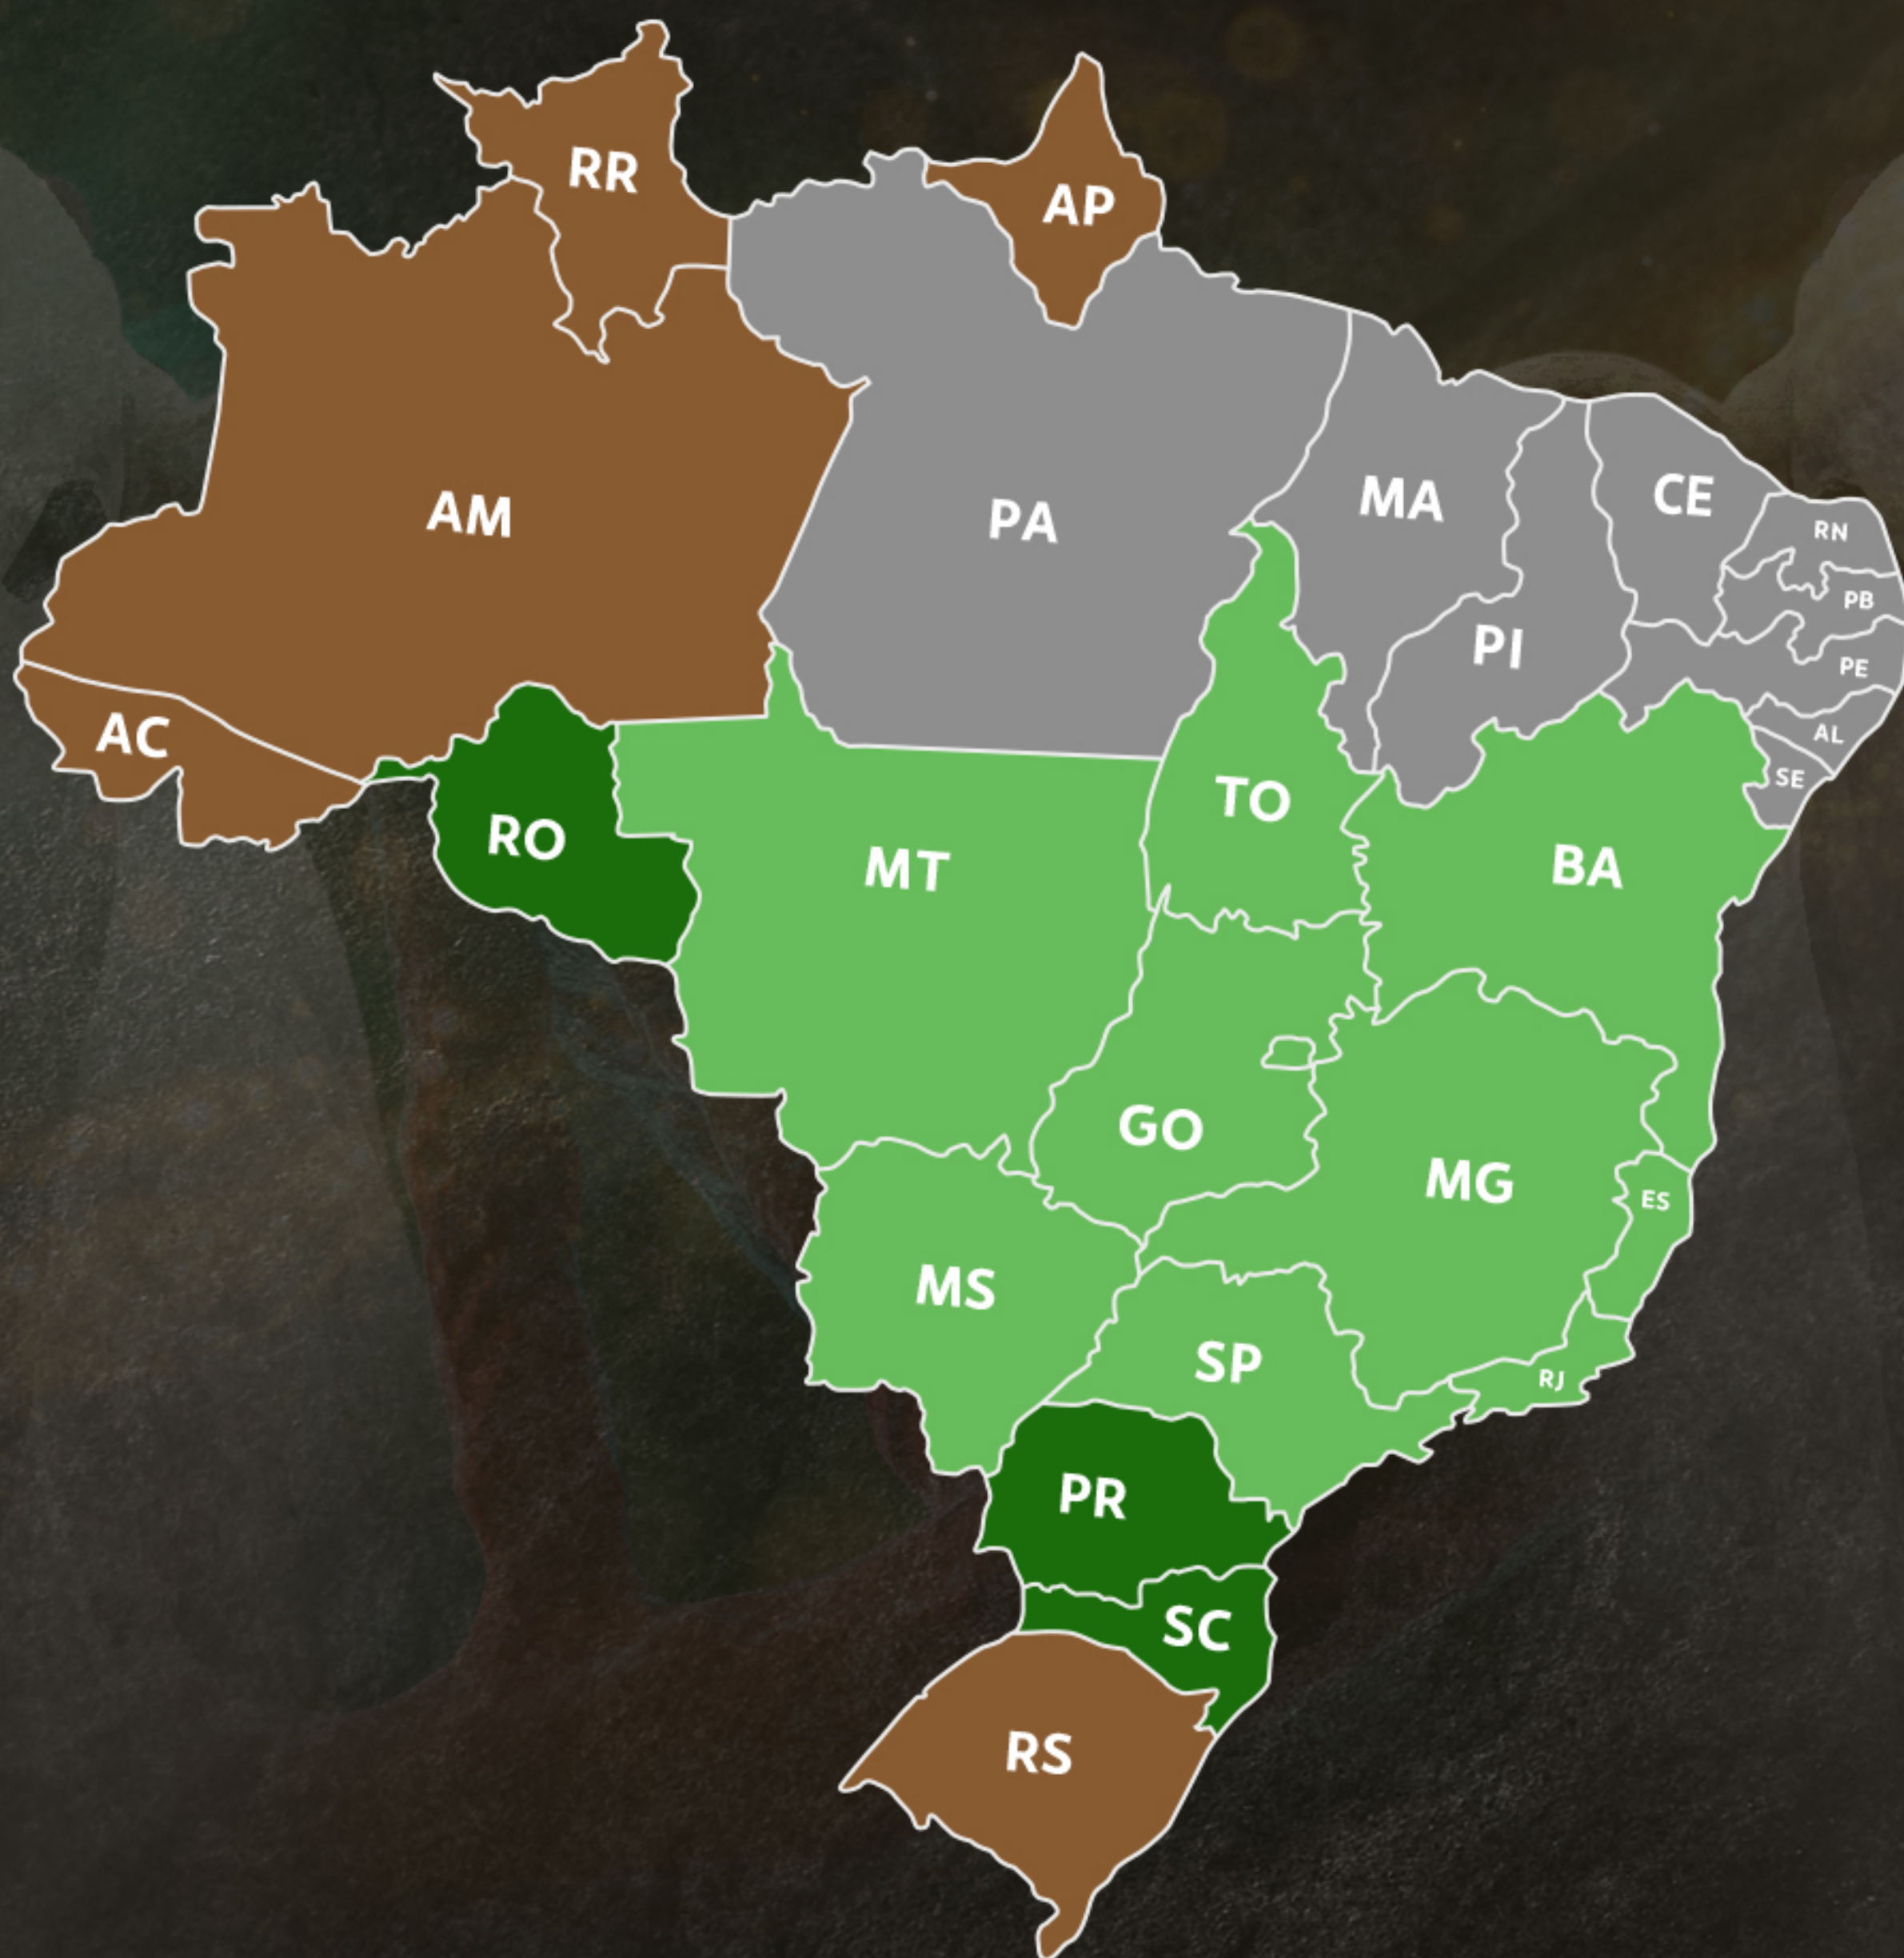 RR
AP
AM
PA
MA
CE
RN
PB
PI
PE
AC
AL
SE
TO
RO
MT
BA
GO
MG
ES
MS
SP
RJ
PR
SC
RS